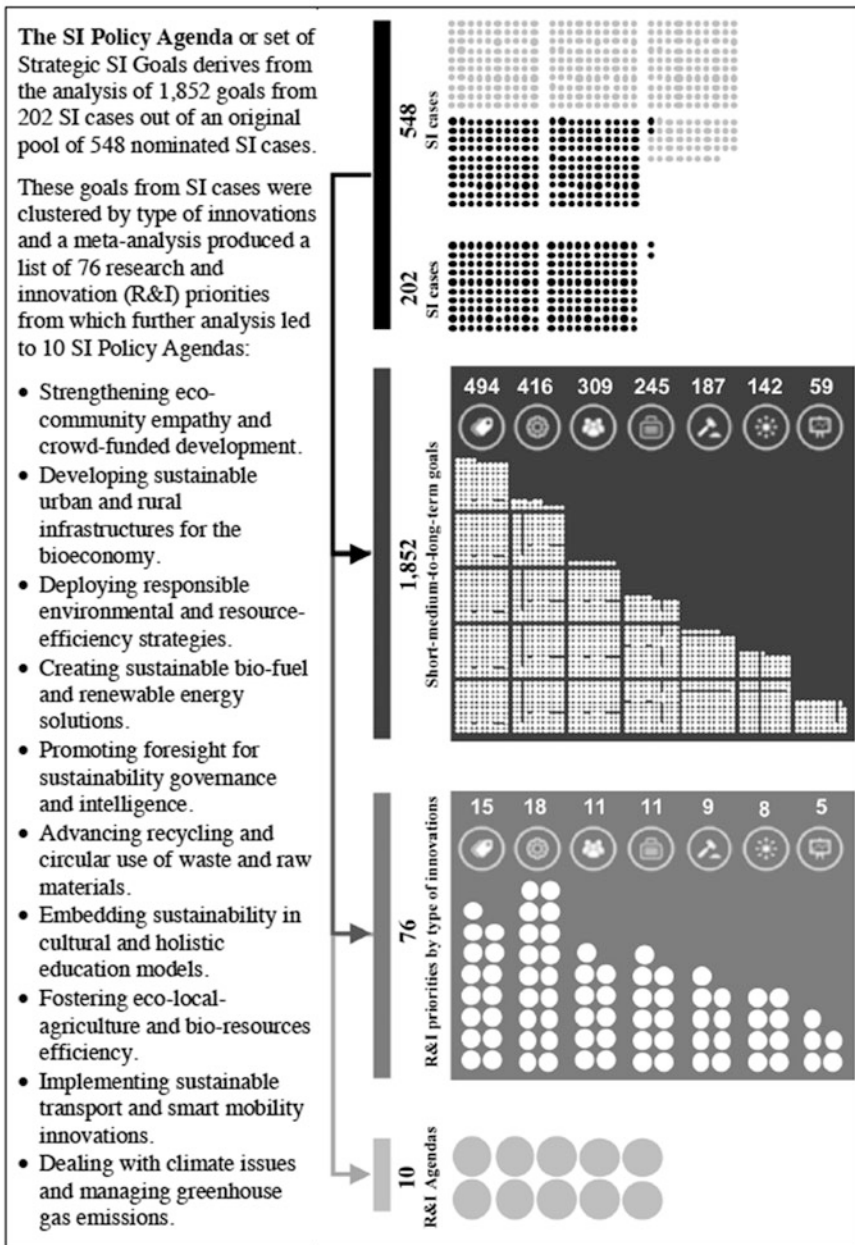 The SI Policy Agenda or set of
Strategic SI Goals derives from
the analysis of 1,852 goals from
202 SI cases out of an original
pool of 548 nominated SI cases.
These goals from SI cases were
clustered by type of innovations
and a meta-analysis produced a
list of 76 research and
innovation (R&I) priorities
from which further analysis led
to 10 SI Policy Agendas:
• Strengthening eco-
community empathy and
crowd-funded development.
• Developing sustainable
urban and rural
infrastructures for the
bioeconomy.
• Deploying responsible
environmental and resource-
efficiency strategies.
• Creating sustainable bio-fuel
and renewable energy
solutions.
• Promoting foresight for
sustainability governance
and intelligence.
• Advancing recycling and
circular use of waste and raw
materials.
• Embedding sustainability in
cultural and holistic
education models.
• Fostering eco-local-
agriculture and bio-resources
efficiency.
• Implementing sustainable
transport and smart mobility
innovations.
• Dealing with climate issues
and managing greenhouse
gas emissions.
548
SI cases
202
SI cases
1,852
Short-medium-to-long-term goals
494 416 309 245 187 142 59
76
R&I priorities by type of innovations
15 18 11 11 9 8 5
10
R&I Agendas